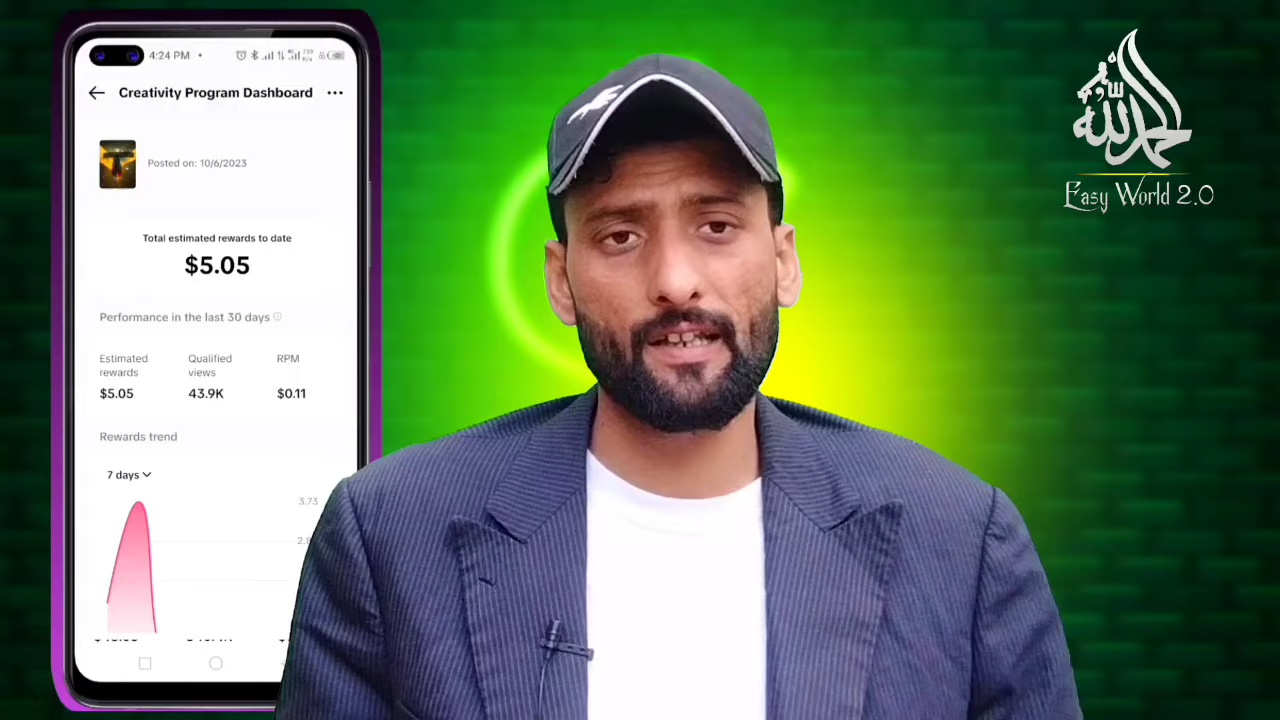 4:24 PM
Creativity Program Dashboard
Posted on: 10/6/2023
Total estimated rewards to date
$5.05
Performance in the last 30 days
Estimated rewards
Qualified views
RPM
$5.05
43.9K
$0.11
Rewards trend
7 days
3.73
الحمد لله
Easy World 2.0